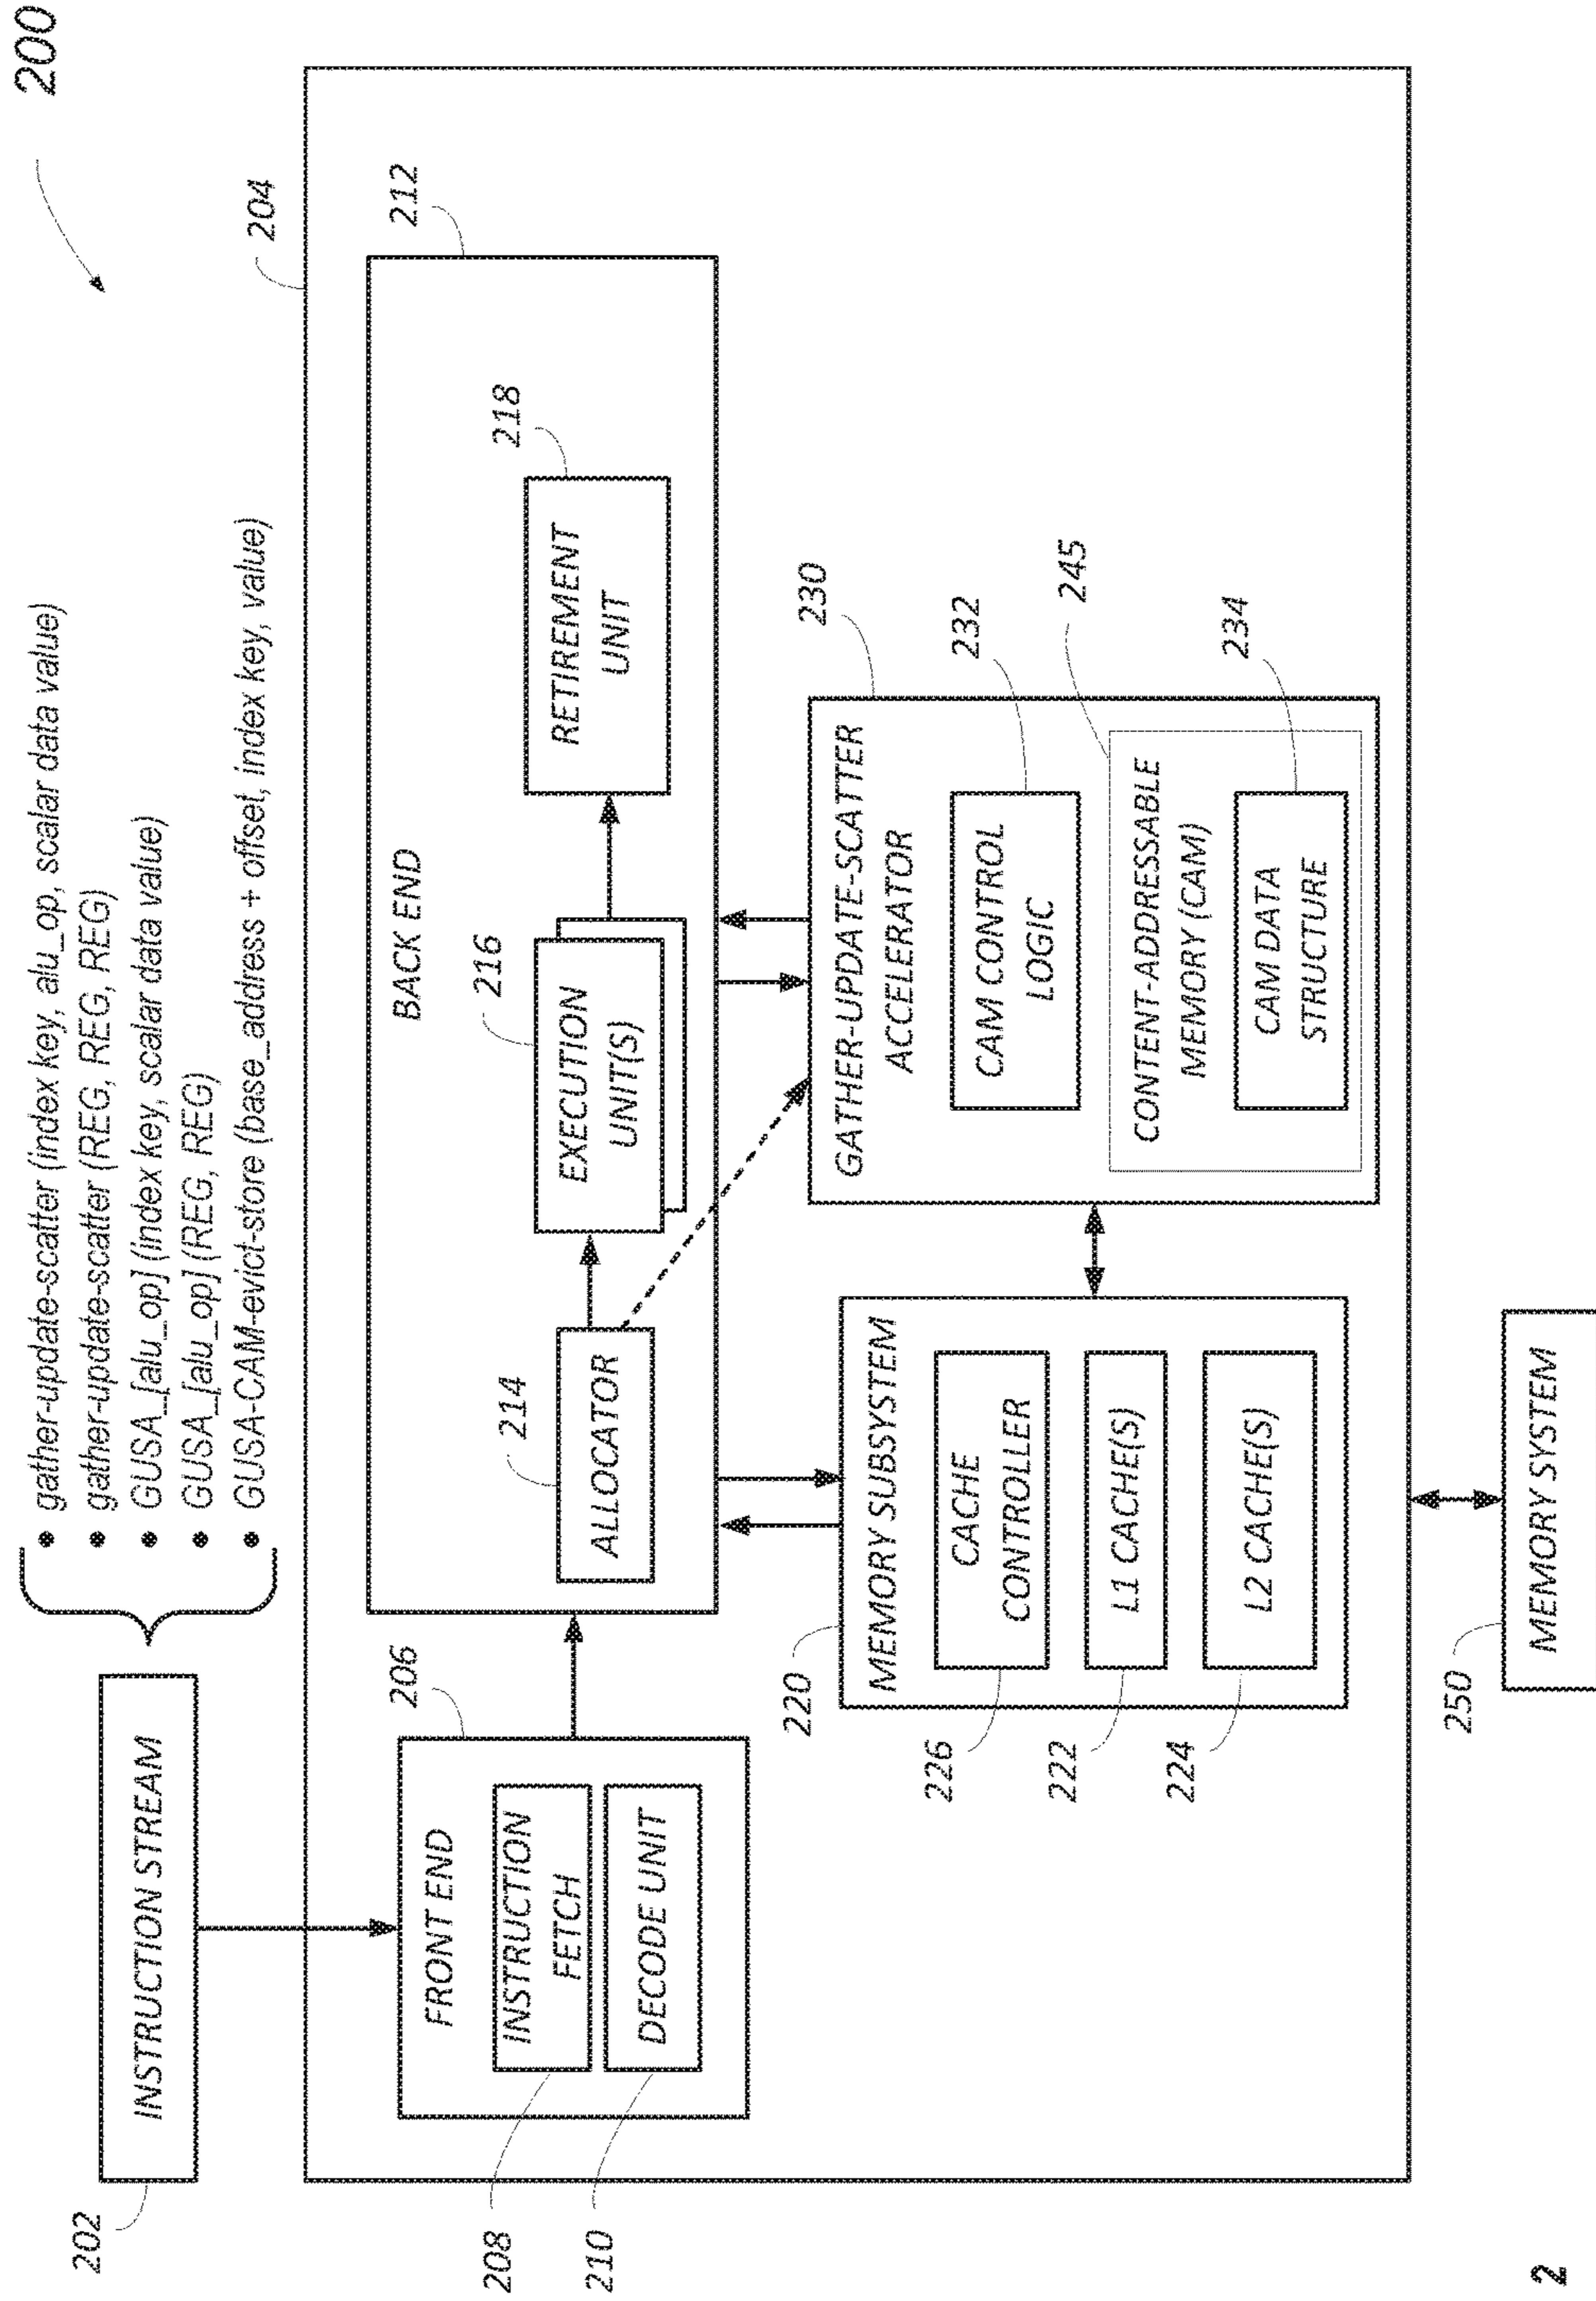 200
• gather-update-scatter (index key, alu_op, scalar data value)
• gather-update-scatter (REG, REG, REG)
• GUSA_[alu_op] (index key, scalar data value)
• GUSA_[alu_op] (REG, REG)
• GUSA-CAM-evict-store (base_address + offset, index key, value)
202
INSTRUCTION STREAM
204
206
FRONT END
208
INSTRUCTION
FETCH
210
DECODE UNIT
212
BACK END
214
ALLOCATOR
216
EXECUTION
UNIT(S)
218
RETIREMENT
UNIT
220
MEMORY SUBSYSTEM
226
CACHE
CONTROLLER
222
L1 CACHE(S)
224
L2 CACHE(S)
230
GATHER-UPDATE-SCATTER
ACCELERATOR
232
CAM CONTROL
LOGIC
245
CONTENT-ADDRESSABLE
MEMORY (CAM)
234
CAM DATA
STRUCTURE
250
MEMORY SYSTEM
2